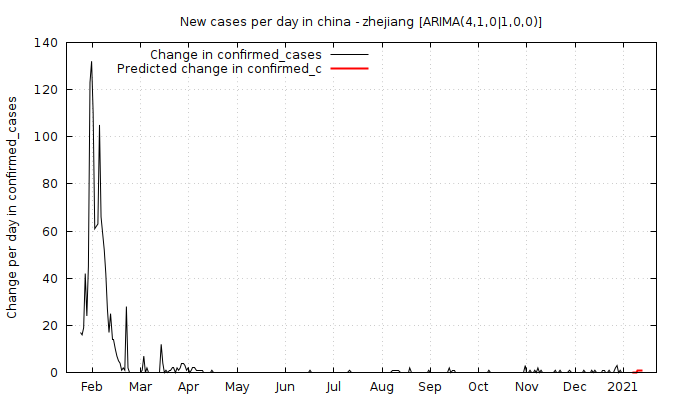 New cases per day in china - zhejiang [ARIMA(4,1,0|1,0,0)]
Change in confirmed_cases
Predicted change in confirmed_c
Change per day in confirmed_cases
140
120
100
80
60
40
20
0
Feb Mar Apr May Jun Jul Aug Sep Oct Nov Dec 2021